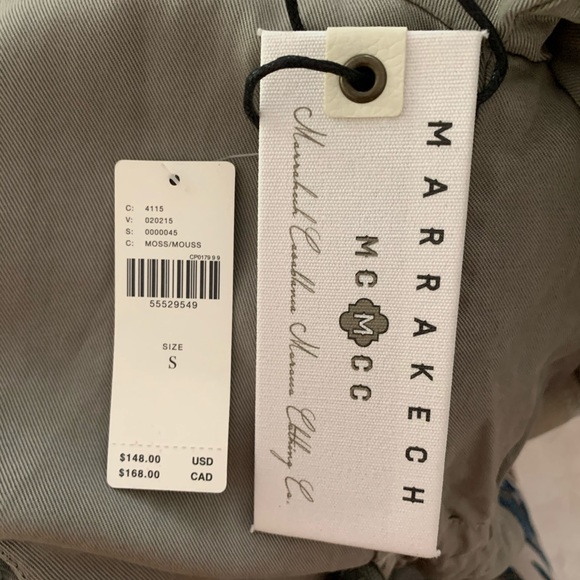 C: 4115
V: 020215
S: 0000045
C: MOSS/MOUSS
CP0179 9 9
55529549
SIZE
S
$148.00 USD
$168.00 CAD
MARRAKECH
MC M CC
Marrakech Casablanca Morocco Clothing Co.